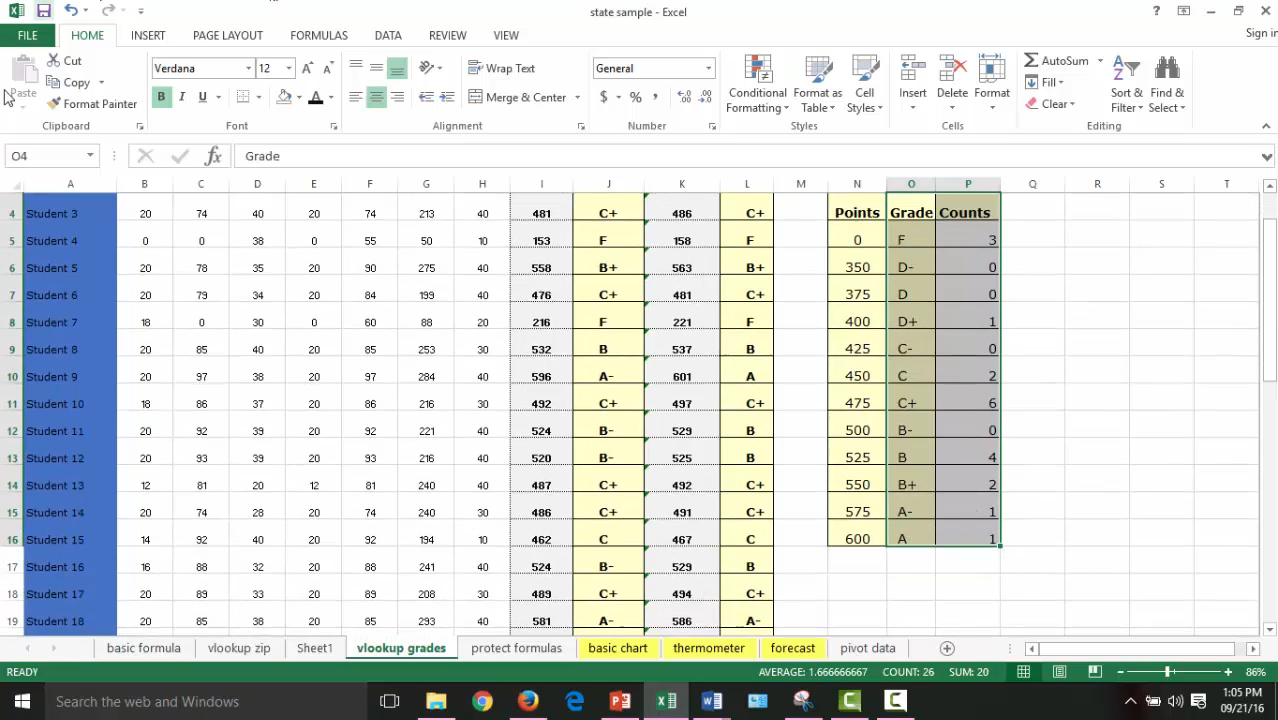 state sample - Excel
?
Sign in
FILE HOME INSERT PAGE LAYOUT FORMULAS DATA REVIEW VIEW
Paste
Cut
Copy
Format Painter
Clipboard
Verdana 12
B I U A
Font
Wrap Text
Merge & Center
Alignment
General
$ % ,
Number
Conditional Formatting
Format as Table
Cell Styles
Styles
Insert Delete Format
Cells
AutoSum
Fill
Clear
Sort & Filter
Find & Select
Editing
O4 fx Grade
A B C D E F G H I J K L M N O P Q R S T
4 Student 3 20 74 40 20 74 213 40 481 C+ 486 C+ Points Grade Counts
5 Student 4 0 0 38 0 55 50 10 153 F 158 F 0 F 3
6 Student 5 20 78 35 20 90 275 40 558 B+ 563 B+ 350 D- 0
7 Student 6 20 79 34 20 84 199 40 476 C+ 481 C+ 375 D 0
8 Student 7 18 0 30 0 60 88 20 216 F 221 F 400 D+ 1
9 Student 8 20 85 40 20 85 253 30 532 B 537 B 425 C- 0
10 Student 9 20 97 38 20 97 284 40 596 A- 601 A 450 C 2
11 Student 10 18 86 37 20 86 216 30 492 C+ 497 C+ 475 C+ 6
12 Student 11 20 92 39 20 92 221 40 524 B- 529 B 500 B- 0
13 Student 12 20 93 39 20 93 216 40 520 B- 525 B 525 B 4
14 Student 13 12 81 20 12 81 240 40 487 C+ 492 C+ 550 B+ 2
15 Student 14 20 74 28 20 74 240 30 486 C+ 491 C+ 575 A- 1
16 Student 15 14 92 40 20 92 194 10 462 C 467 C 600 A 1
17 Student 16 16 88 32 20 88 241 40 524 B- 529 B
18 Student 17 20 89 33 20 89 208 30 489 C+ 494 C+
19 Student 18 20 85 38 20 85 293 40 581 A- 586 A-
basic formula vlookup zip Sheet1 vlookup grades protect formulas basic chart thermometer forecast pivot data
READY AVERAGE: 1.666666667 COUNT: 26 SUM: 20 86%
Search the web and Windows
1:05 PM
09/21/16